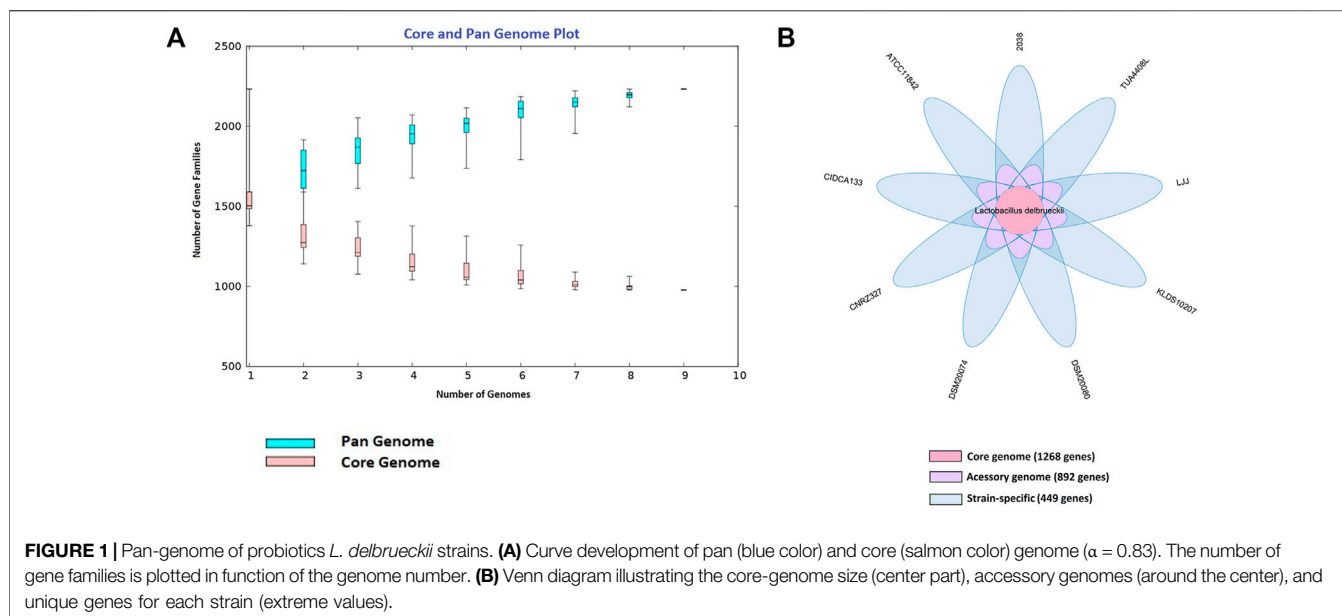 A
Core and Pan Genome Plot
2500
2000
1500
1000
500
Number of Gene Families
1 2 3 4 5 6 7 8 9 10
Number of Genomes
Pan Genome
Core Genome
B
2038
TUA4408L
LJJ
KLDS10207
DSM20080
DSM20074
CNRZ327
CIDCA133
ATCC11842
Lactobacillus delbrueckii
Core genome (1268 genes)
Acessory genome (892 genes)
Strain-specific (449 genes)
FIGURE 1 | Pan-genome of probiotics L. delbrueckii strains. (A) Curve development of pan (blue color) and core (salmon color) genome (α = 0.83). The number of
gene families is plotted in function of the genome number. (B) Venn diagram illustrating the core-genome size (center part), accessory genomes (around the center), and
unique genes for each strain (extreme values).